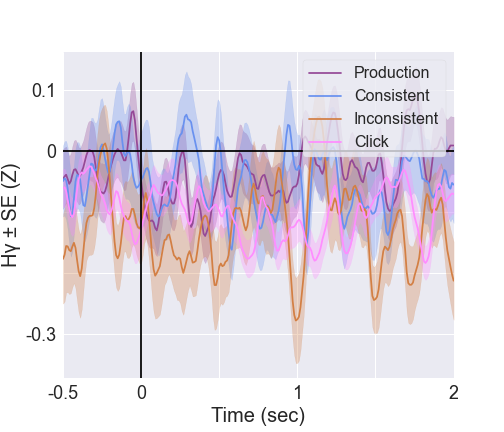 Production
Consistent
Inconsistent
Click
0.1
0
-0.3
Hγ ± SE (Z)
-0.5
0
1
2
Time (sec)